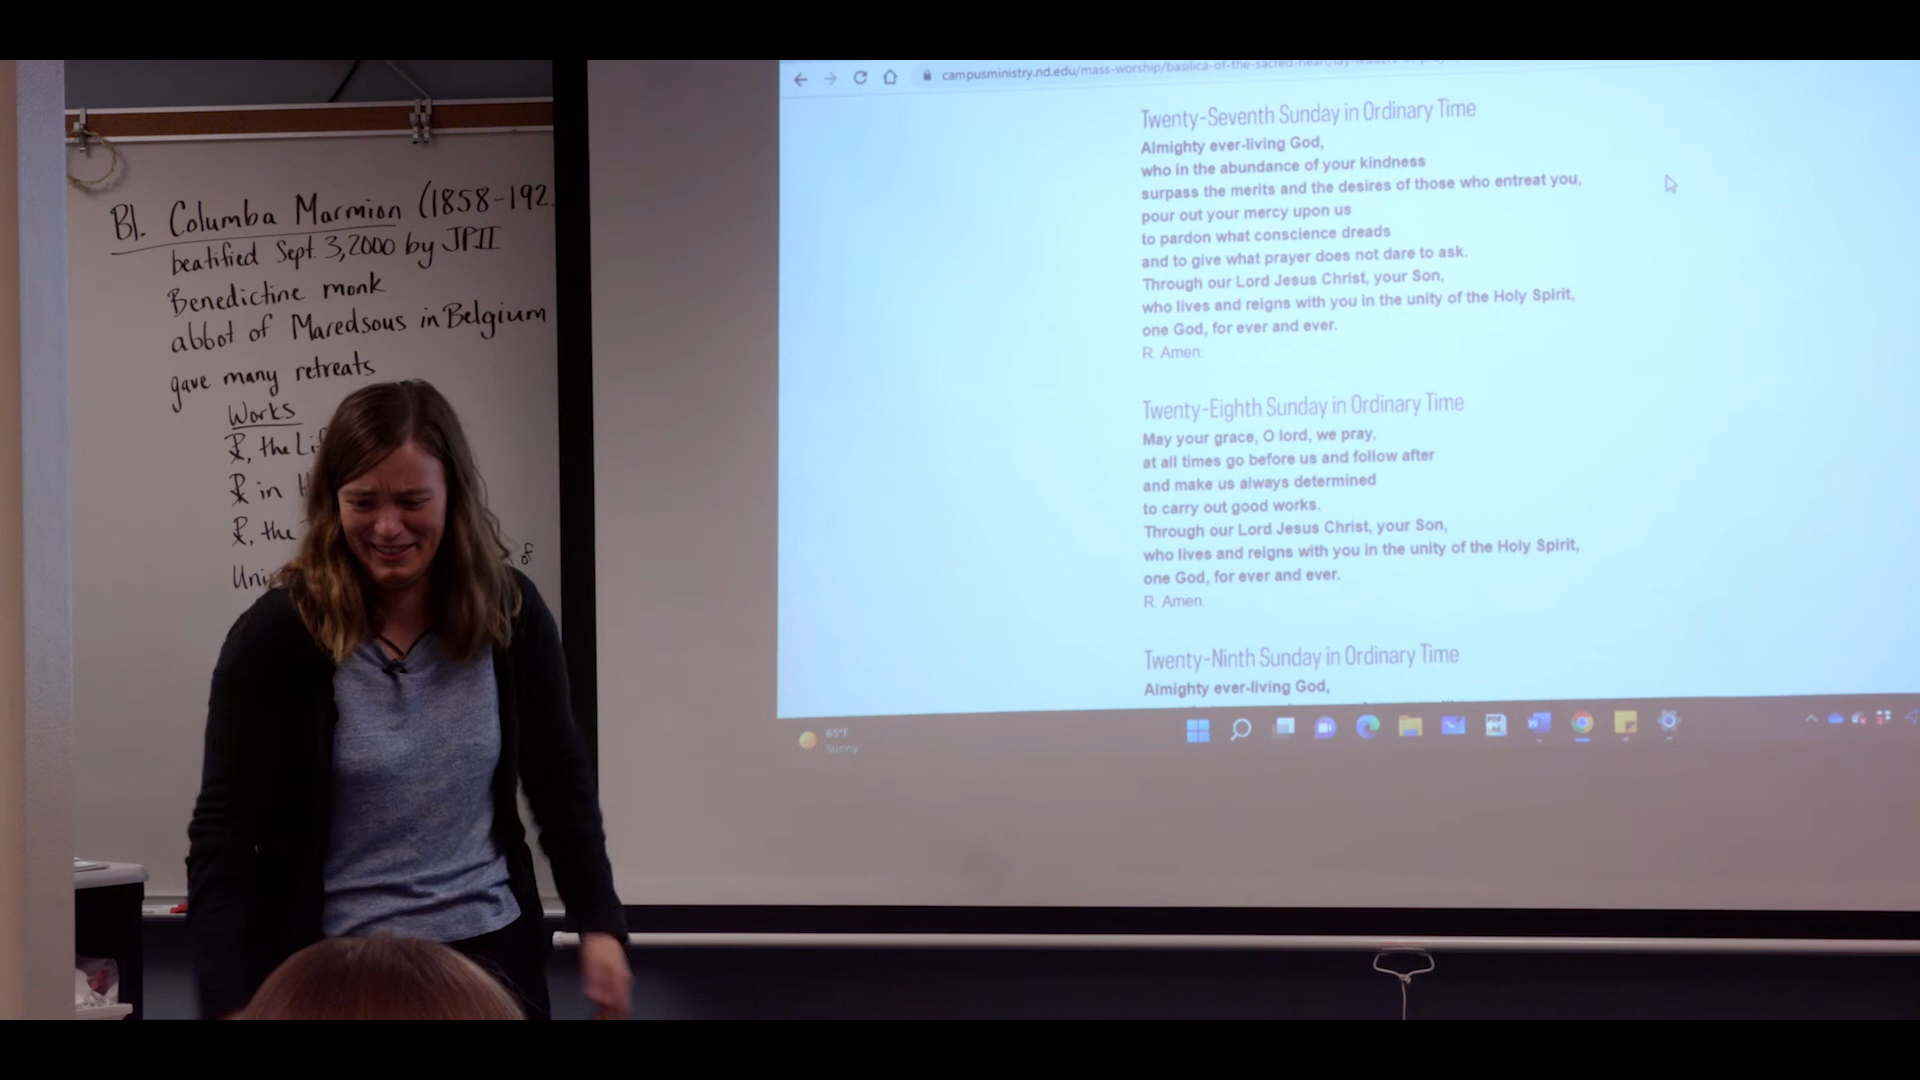 Bl. Columba Marmion (1858-192
beatified Sept. 3, 2000 by JPII
Benedictine monk
abbot of Maredsous in Belgium
gave many retreats
Works
☧, the Li
☧ in H
☧, the
Uni
of
campusministry.nd.edu/mass-worship/basilica-of-the-sacred-heart/lay-leaders-of-pray
Twenty-Seventh Sunday in Ordinary Time
Almighty ever-living God,
who in the abundance of your kindness
surpass the merits and the desires of those who entreat you,
pour out your mercy upon us
to pardon what conscience dreads
and to give what prayer does not dare to ask.
Through our Lord Jesus Christ, your Son,
who lives and reigns with you in the unity of the Holy Spirit,
one God, for ever and ever.
R. Amen.
Twenty-Eighth Sunday in Ordinary Time
May your grace, O lord, we pray,
at all times go before us and follow after
and make us always determined
to carry out good works.
Through our Lord Jesus Christ, your Son,
who lives and reigns with you in the unity of the Holy Spirit,
one God, for ever and ever.
R. Amen.
Twenty-Ninth Sunday in Ordinary Time
Almighty ever-living God,
65°F
Sunny